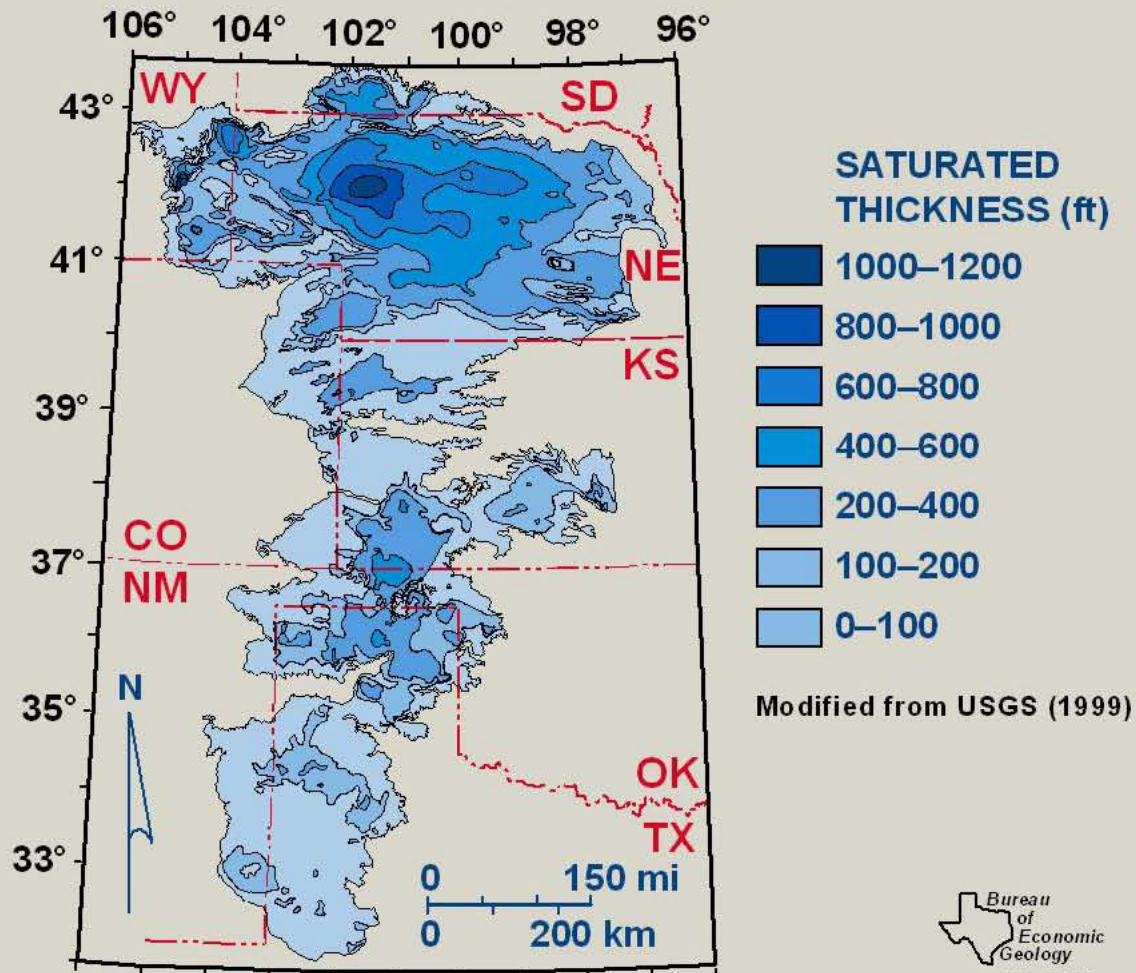 106° 104° 102° 100° 98° 96°
WY
SD
43°
41°
NE
KS
39°
CO
37°
NM
N
35°
OK
TX
33°
0 150 mi
0 200 km
SATURATED
THICKNESS (ft)
1000–1200
800–1000
600–800
400–600
200–400
100–200
0–100
Modified from USGS (1999)
Bureau
of
Economic
Geology